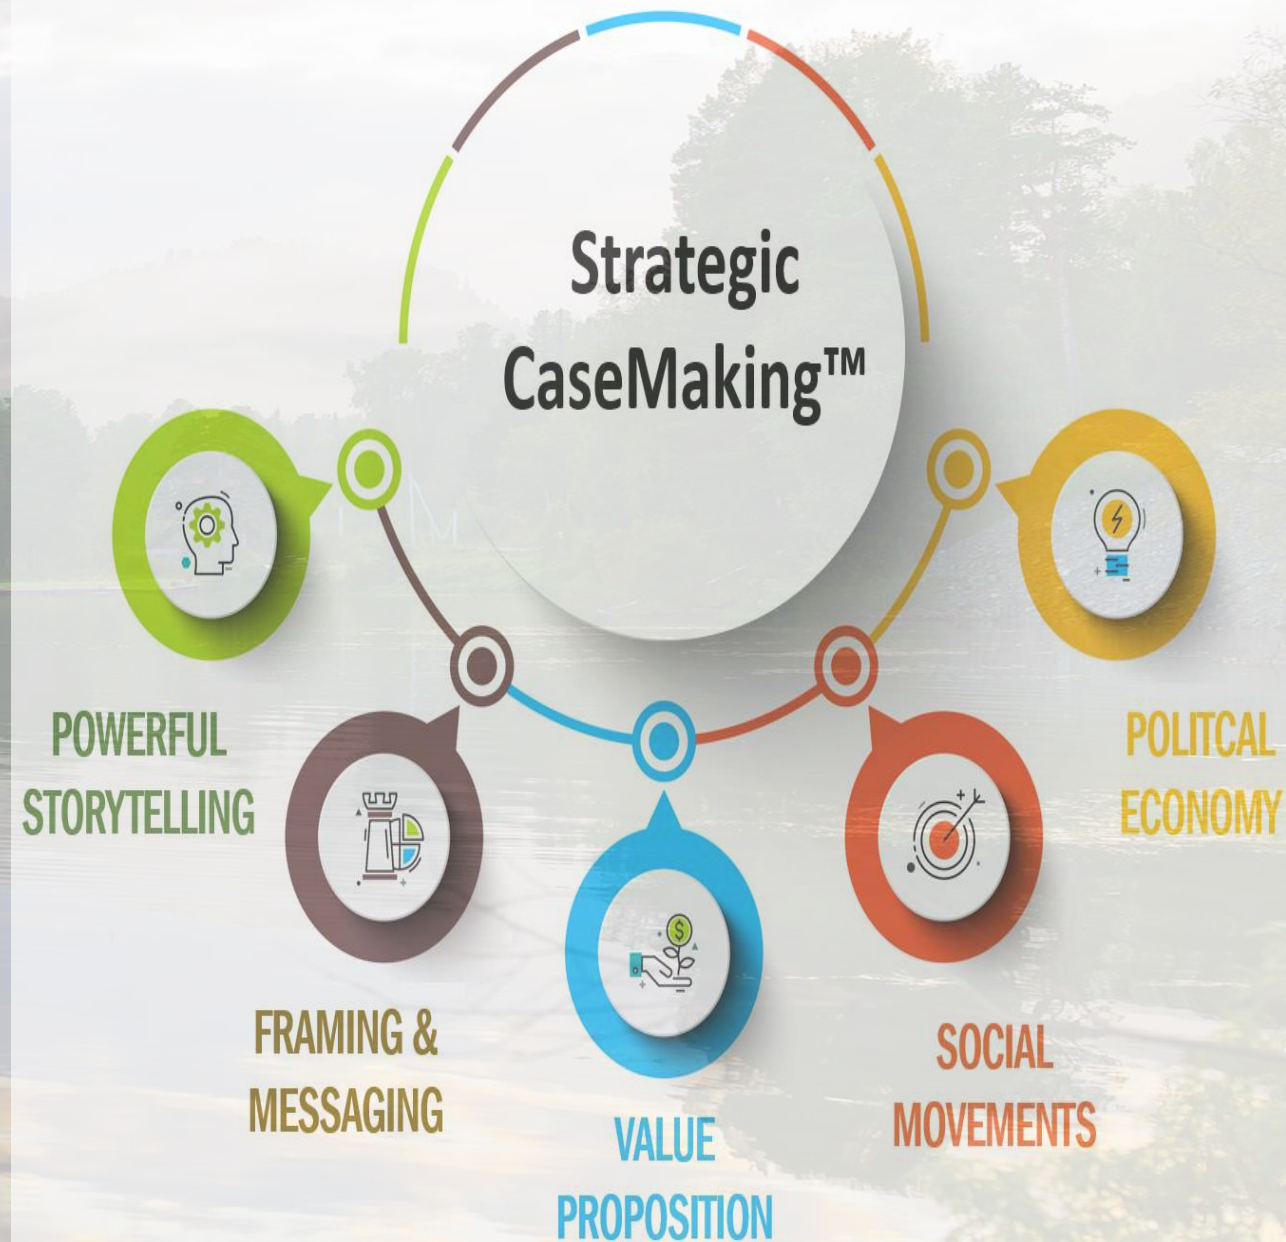 Strategic
CaseMaking™
POWERFUL
STORYTELLING
FRAMING &
MESSAGING
VALUE
PROPOSITION
SOCIAL
MOVEMENTS
POLITCAL
ECONOMY